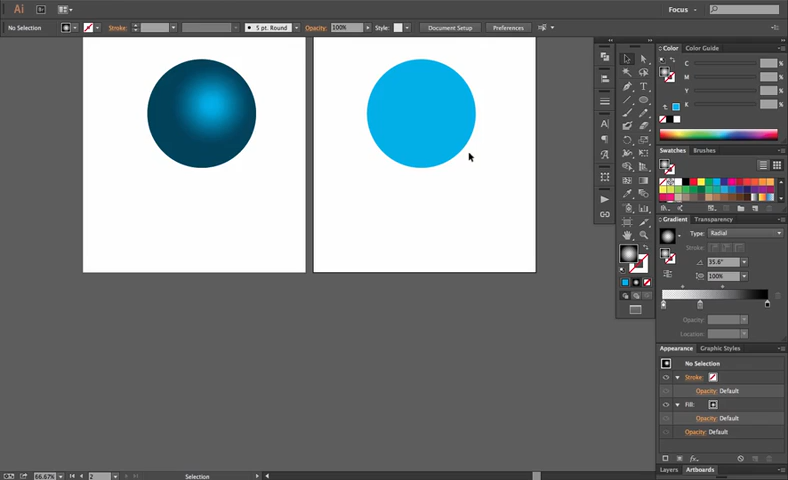 Ai Br Focus
No Selection Stroke: 5 pt. Round Opacity: 100% Style: Document Setup Preferences
Color Color Guide
C %
M %
Y %
K %
Swatches Brushes
Gradient Transparency
Type: Radial
Stroke:
35.6°
100%
Opacity:
Location:
Appearance Graphic Styles
No Selection
Stroke:
Opacity: Default
Fill:
Opacity: Default
Opacity: Default
Layers Artboards
66.67% 2 Selection